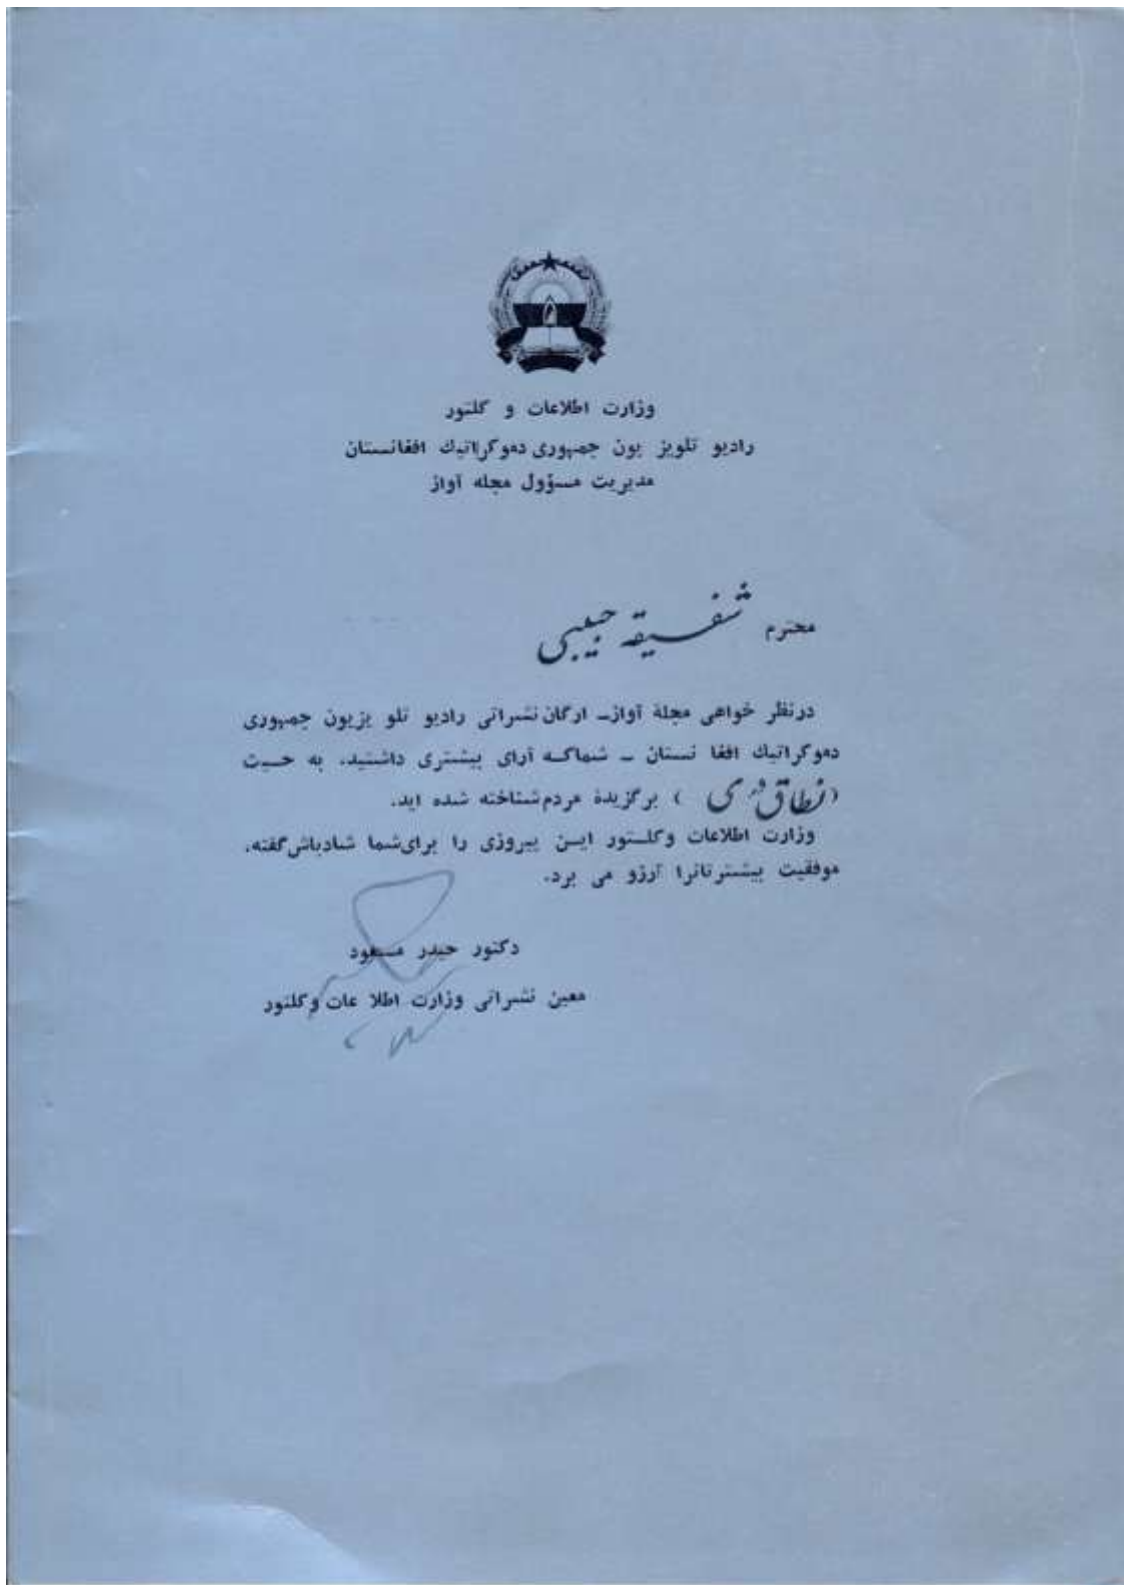 وزارت اطلاعات و کلتور
رادیو تلویزیون جمهوری دموکراتیك افغانستان
مدیریت مسؤول مجله آواز
محترم شفیقه حبیبی
درنظر خواهی مجلهٔ آواز ـ ارگان نشراتی رادیو تلویزیون جمهوری
دموکراتیك افغانستان ـ شماکه آرای بیشتری داشتید، به حیث
(نطاق دری) برگزیدهٔ مردم شناخته شده اید.
وزارت اطلاعات وکلتور این پیروزی را برای شما شادباش گفته،
موفقیت بیشترتانرا آرزو می برد.
دکتور حیدر مسعود
معین نشراتی وزارت اطلاعات وکلتور